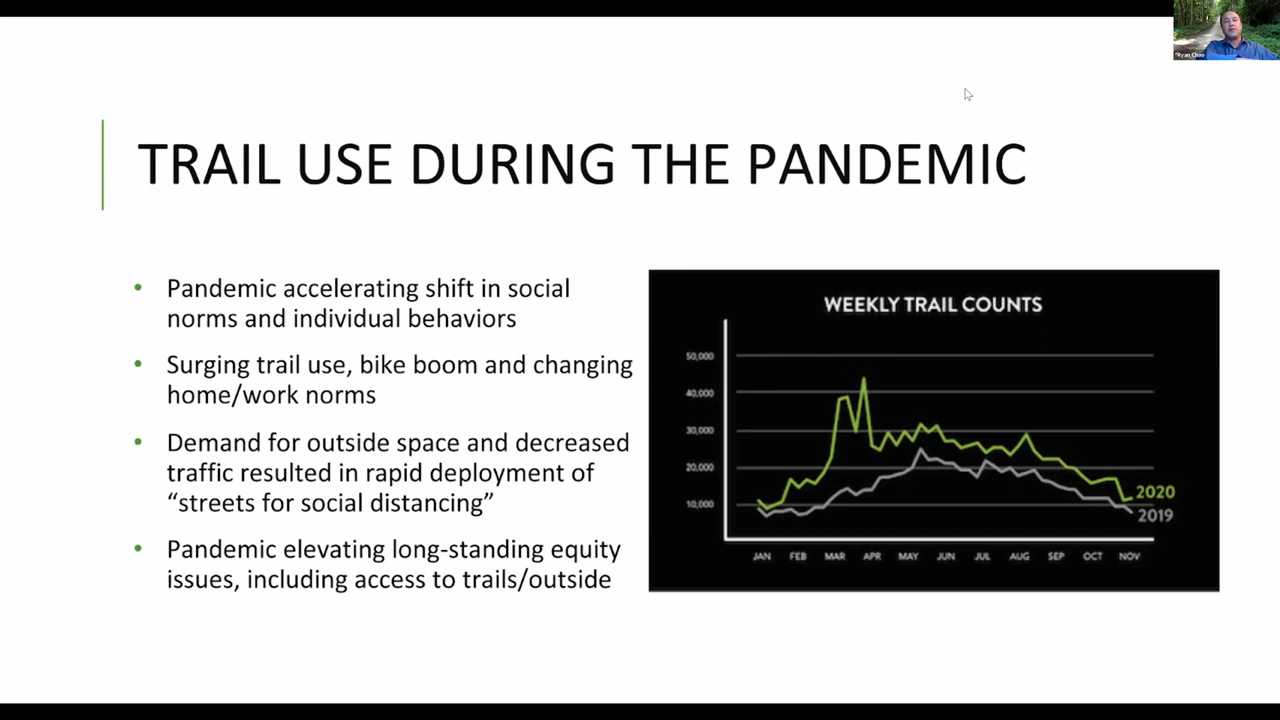 *Ryan Chao
TRAIL USE DURING THE PANDEMIC
• Pandemic accelerating shift in social
norms and individual behaviors
• Surging trail use, bike boom and changing
home/work norms
• Demand for outside space and decreased
traffic resulted in rapid deployment of
“streets for social distancing”
• Pandemic elevating long-standing equity
issues, including access to trails/outside
WEEKLY TRAIL COUNTS
50,000
40,000
30,000
20,000
10,000
2020
2019
JAN FEB MAR APR MAY JUN JUL AUG SEP OCT NOV